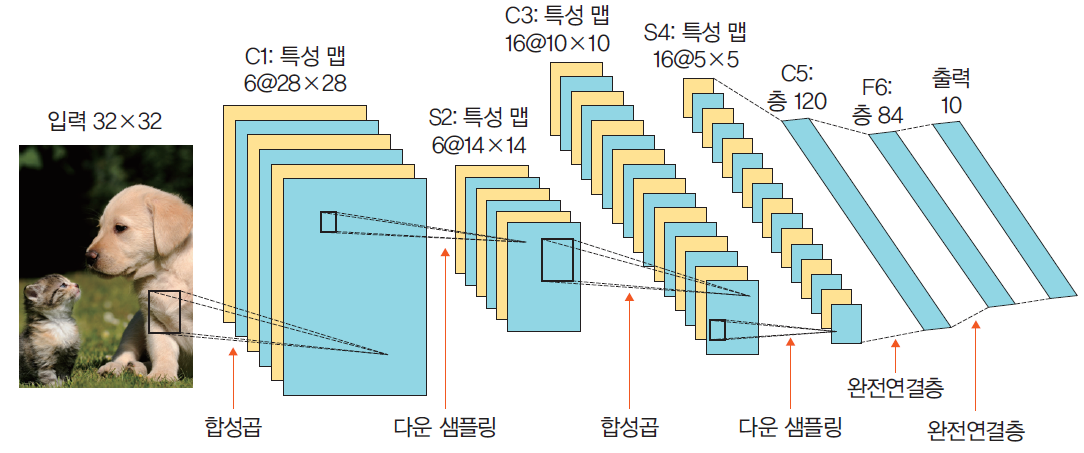 입력 32×32
C1: 특성 맵
6@28×28
S2: 특성 맵
6@14×14
C3: 특성 맵
16@10×10
S4: 특성 맵
16@5×5
C5:
층 120
F6:
층 84
출력
10
합성곱
다운 샘플링
합성곱
다운 샘플링
완전연결층
완전연결층